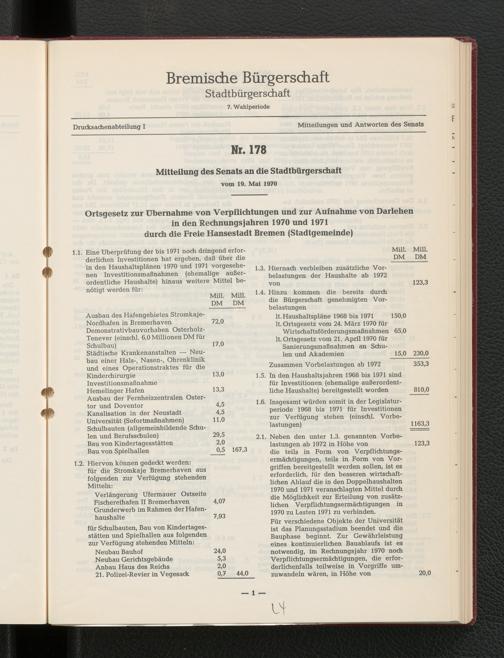 Bremische Bürgerschaft
Stadtbürgerschaft
7. Wahlperiode
Drucksachenabteilung I
Mitteilungen und Antworten des Senats
Nr. 178
Mitteilung des Senats an die Stadtbürgerschaft
vom 19. Mai 1970
Ortsgesetz zur Übernahme von Verpflichtungen und zur Aufnahme von Darlehen
in den Rechnungsjahren 1970 und 1971
durch die Freie Hansestadt Bremen (Stadtgemeinde)
1.1. Eine Überprüfung der bis 1971 noch dringend erfor-
derlichen Investitionen hat ergeben, daß über die
in den Haushaltsplänen 1970 und 1971 vorgesehe-
nen Investitionsmaßnahmen (ehemalige außer-
ordentliche Haushalte) hinaus weitere Mittel be-
nötigt werden für:
Mill. Mill.
DM DM
Ausbau des Hafengebietes Stromkaje-
Nordhafen in Bremerhaven 72,0
Demonstrativbauvorhaben Osterholz-
Tenever (einschl. 6,0 Millionen DM für
Schulbau) 17,0
Städtische Krankenanstalten — Neu-
bau einer Hals-, Nasen-, Ohrenklinik
und eines Operationstraktes für die
Kinderchirurgie 13,0
Investitionsmaßnahme
Hemelinger Hafen 13,3
Ausbau der Fernheizzentralen Oster-
tor und Doventor 4,5
Kanalisation in der Neustadt 4,5
Universität (Sofortmaßnahmen) 11,0
Schulbauten (allgemeinbildende Schu-
len und Berufsschulen) 29,5
Bau von Kindertagesstätten 2,0
Bau von Spielhallen 0,5 167,3
1.2. Hiervon können gedeckt werden:
für die Stromkaje Bremerhaven aus
folgenden zur Verfügung stehenden
Mitteln:
Verlängerung Ufermauer Ostseite
Fischereihafen II Bremerhaven 4,07
Grunderwerb im Rahmen der Hafen-
haushalte 7,93
für Schulbauten, Bau von Kindertages-
stätten und Spielhallen aus folgenden
zur Verfügung stehenden Mitteln:
Neubau Bauhof 24,0
Neubau Gerichtsgebäude 5,3
Anbau Haus des Reichs 2,0
21. Polizei-Revier in Vegesack 0,7 44,0
Mill. Mill.
DM DM
1.3. Hiernach verbleiben zusätzliche Vor-
belastungen der Haushalte ab 1972
von 123,3
1.4. Hinzu kommen die bereits durch
die Bürgerschaft genehmigten Vor-
belastungen
lt. Haushaltspläne 1968 bis 1971 150,0
lt. Ortsgesetz vom 24. März 1970 für
Wirtschaftsförderungsmaßnahmen 65,0
lt. Ortsgesetz vom 21. April 1970 für
Sanierungsmaßnahmen an Schu-
len und Akademien 15,0 230,0
Zusammen Vorbelastungen ab 1972 353,3
1.5. In den Haushaltsjahren 1968 bis 1971 sind
für Investitionen (ehemalige außerordent-
liche Haushalte) bereitgestellt worden 810,0
1.6. Insgesamt würden somit in der Legislatur-
periode 1968 bis 1971 für Investitionen
zur Verfügung stehen (einschl. Vorbe-
lastungen) 1163,3
2.1. Neben den unter 1.3. genannten Vorbe-
lastungen ab 1972 in Höhe von 123,3
die teils in Form von Verpflichtungs-
ermächtigungen, teils in Form von Vor-
griffen bereitgestellt werden sollen, ist es
erforderlich, für den besseren wirtschaft-
lichen Ablauf die in den Doppelhaushalten
1970 und 1971 veranschlagten Mittel durch
die Möglichkeit zur Erteilung von zusätz-
lichen Verpflichtungsermächtigungen in
1970 zu Lasten 1971 zu verbinden.
Für verschiedene Objekte der Universität
ist das Planungsstadium beendet und die
Bauphase beginnt. Zur Gewährleistung
eines kontinuierlichen Bauablaufs ist es
notwendig, im Rechnungsjahr 1970 noch
Verpflichtungsermächtigungen, die erfor-
derlichenfalls teilweise in Vorgriffe um-
zuwandeln wären, in Höhe von 20,0
— 1 —